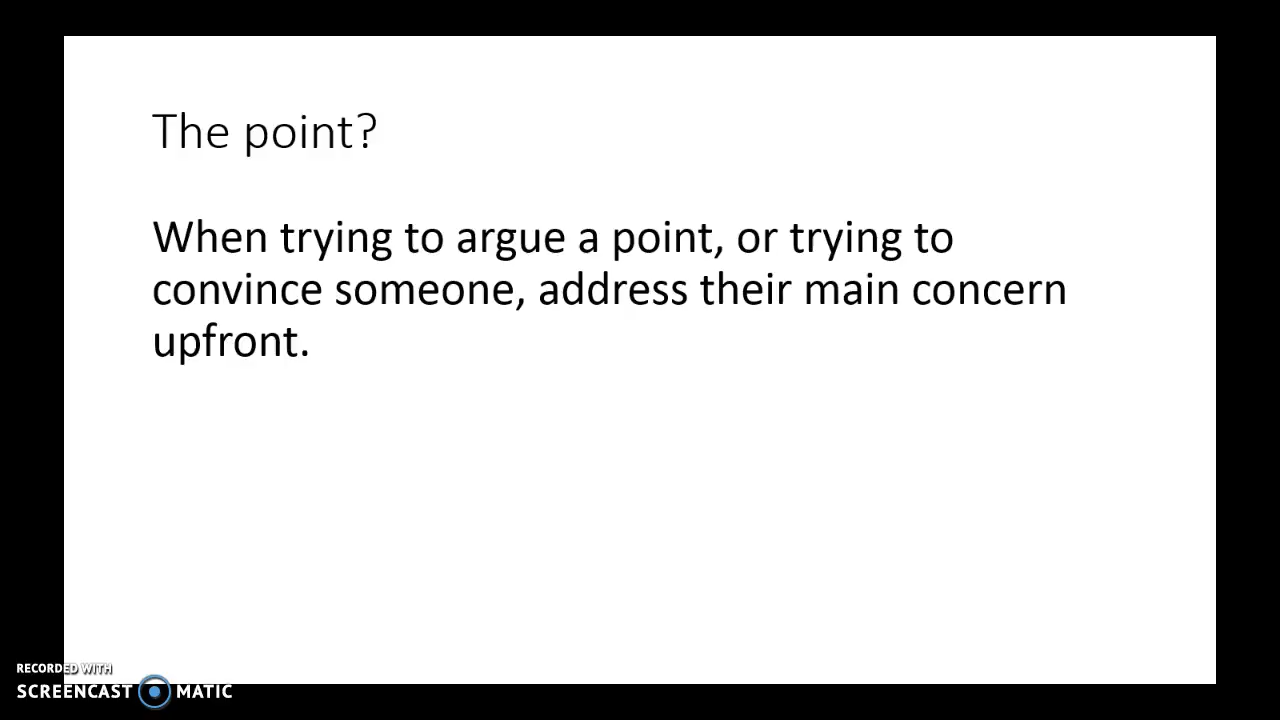 The point?
When trying to argue a point, or trying to
convince someone, address their main concern
upfront.
RECORDED WITH
SCREENCAST MATIC